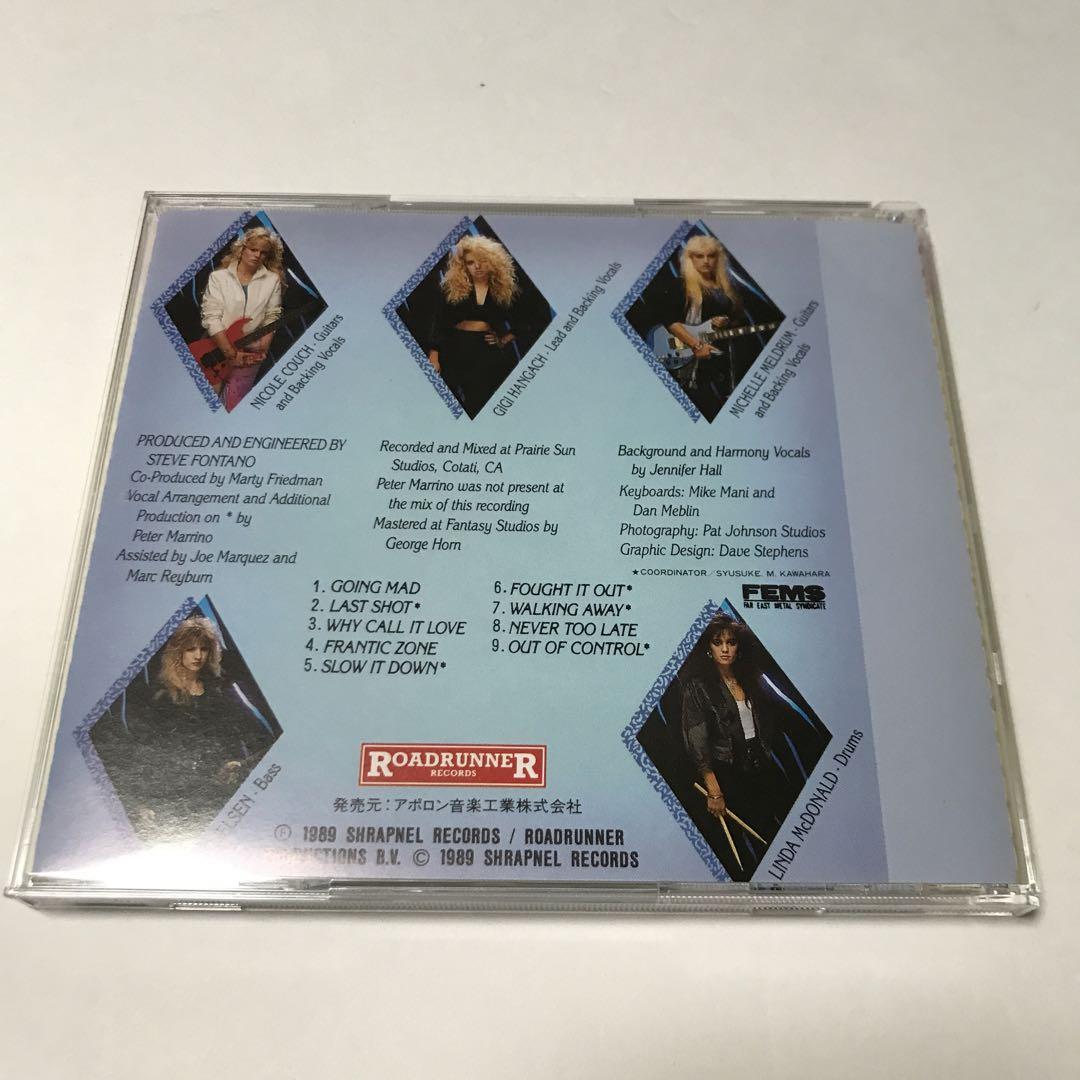 NICOLE COUCH - Guitars
and Backing Vocals
GIGI HANGACH - Lead and Backing Vocals
MICHELLE MELDRUM - Guitars
and Backing Vocals
PRODUCED AND ENGINEERED BY
STEVE FONTANO
Co-Produced by Marty Friedman
Vocal Arrangement and Additional
Production on * by
Peter Marrino
Assisted by Joe Marquez and
Marc Reyburn
Recorded and Mixed at Prairie Sun
Studios, Cotati, CA
Peter Marrino was not present at
the mix of this recording
Mastered at Fantasy Studios by
George Horn
Background and Harmony Vocals
by Jennifer Hall
Keyboards: Mike Mani and
Dan Meblin
Photography: Pat Johnson Studios
Graphic Design: Dave Stephens
★COORDINATOR/SYUSUKE. M. KAWAHARA
FEMS
FAR EAST METAL SYNDICATE
1. GOING MAD
2. LAST SHOT*
3. WHY CALL IT LOVE
4. FRANTIC ZONE
5. SLOW IT DOWN*
6. FOUGHT IT OUT*
7. WALKING AWAY*
8. NEVER TOO LATE
9. OUT OF CONTROL*
- Bass
LINDA McDONALD - Drums
ROADRUNNER
RECORDS
発売元:アポロン音楽工業株式会社
Ⓟ 1989 SHRAPNEL RECORDS / ROADRUNNER
B.V. © 1989 SHRAPNEL RECORDS